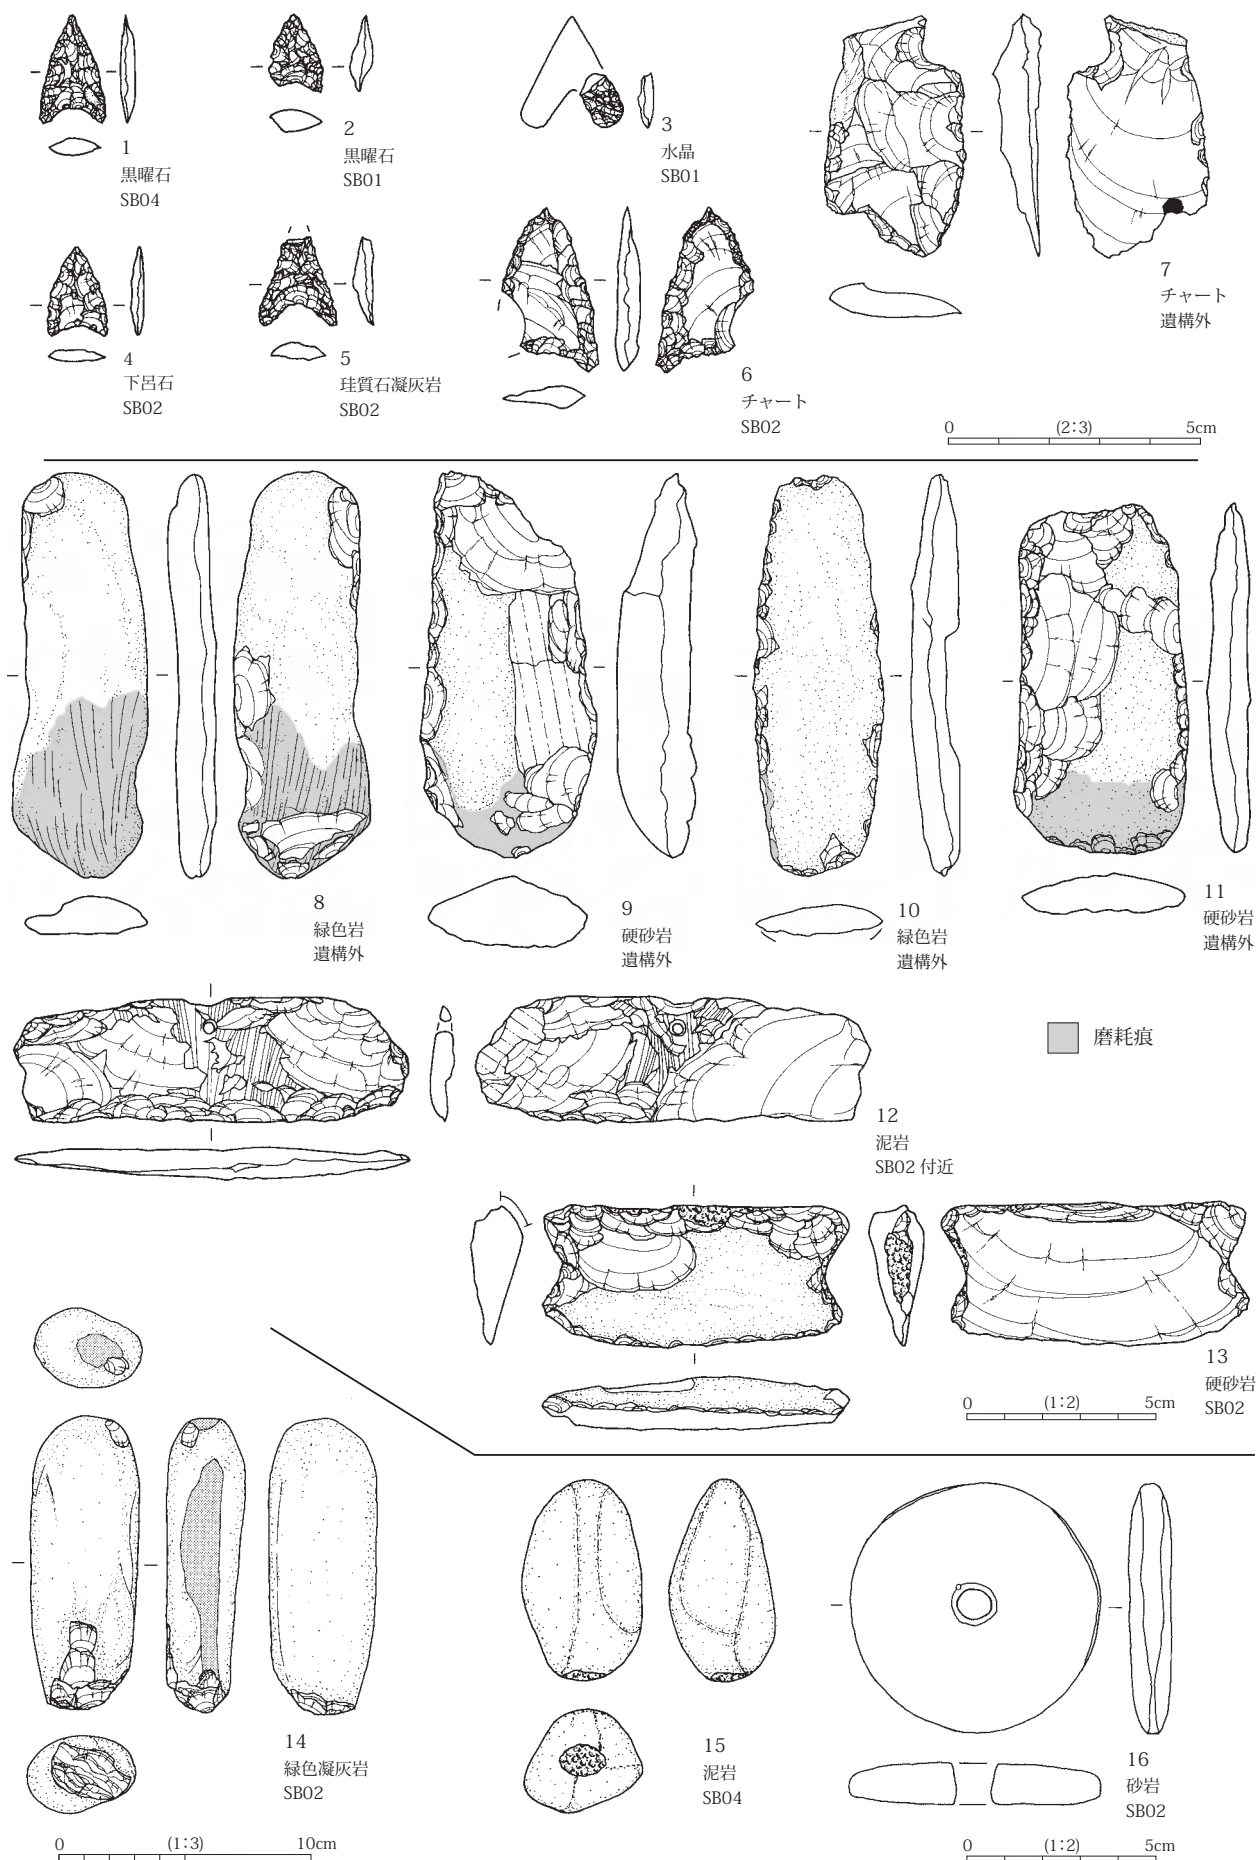 1
黒曜石
SB04
2
黒曜石
SB01
3
水晶
SB01
4
下呂石
SB02
5
珪質石凝灰岩
SB02
6
チャート
SB02
7
チャート
遺構外
0 (2:3) 5cm
8
緑色岩
遺構外
9
硬砂岩
遺構外
10
緑色岩
遺構外
11
硬砂岩
遺構外
磨耗痕
12
泥岩
SB02 付近
13
硬砂岩
SB02
0 (1:2) 5cm
14
緑色凝灰岩
SB02
15
泥岩
SB04
16
砂岩
SB02
0 (1:3) 10cm
0 (1:2) 5cm